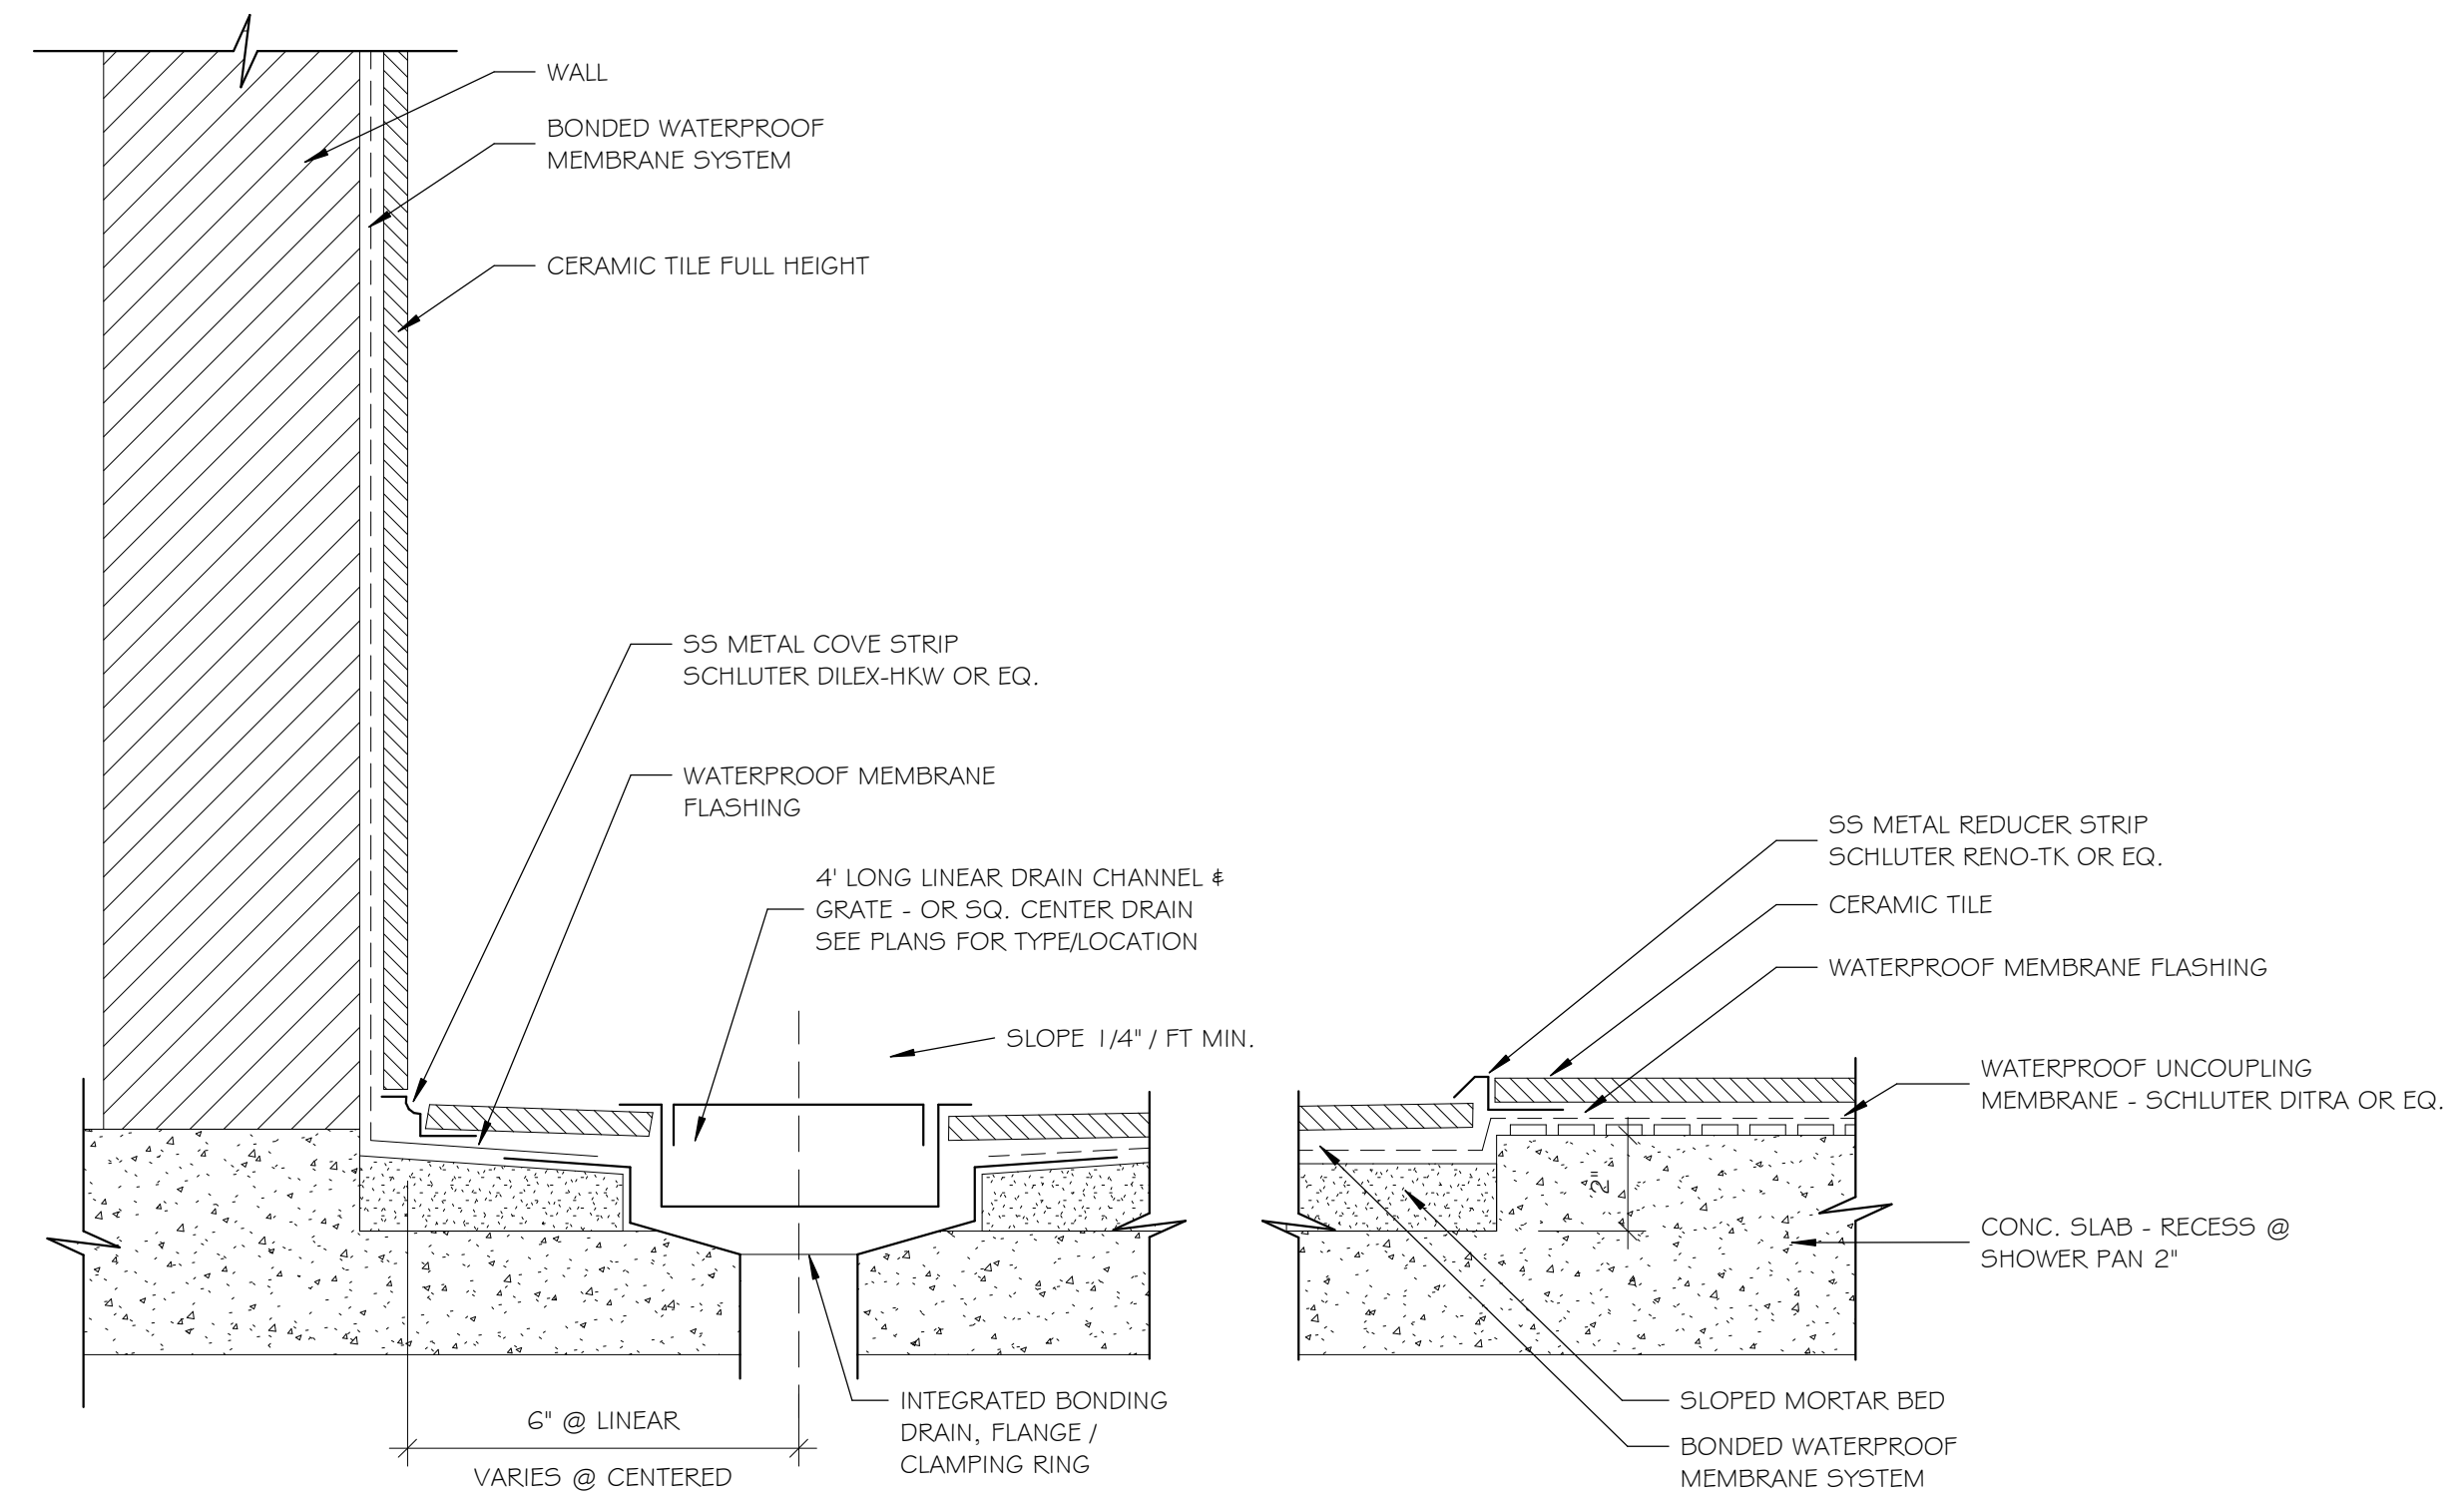 WALL
BONDED WATERPROOF
MEMBRANE SYSTEM
CERAMIC TILE FULL HEIGHT
SS METAL COVE STRIP
SCHLUTER DILEX-HKW OR EQ.
WATERPROOF MEMBRANE
FLASHING
4' LONG LINEAR DRAIN CHANNEL &
GRATE - OR SQ. CENTER DRAIN
SEE PLANS FOR TYPE/LOCATION
SLOPE 1/4" / FT MIN.
INTEGRATED BONDING
DRAIN, FLANGE /
CLAMPING RING
6" @ LINEAR
VARIES @ CENTERED
SS METAL REDUCER STRIP
SCHLUTER RENO-TK OR EQ.
CERAMIC TILE
WATERPROOF MEMBRANE FLASHING
WATERPROOF UNCOUPLING
MEMBRANE - SCHLUTER DITRA OR EQ.
2"
CONC. SLAB - RECESS @
SHOWER PAN 2"
SLOPED MORTAR BED
BONDED WATERPROOF
MEMBRANE SYSTEM